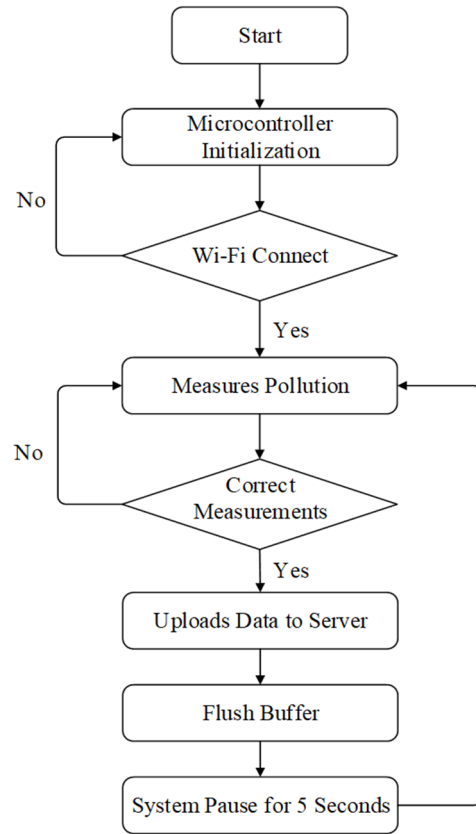 Start
Microcontroller
Initialization
No
Wi-Fi Connect
Yes
Measures Pollution
No
Correct
Measurements
Yes
Uploads Data to Server
Flush Buffer
System Pause for 5 Seconds